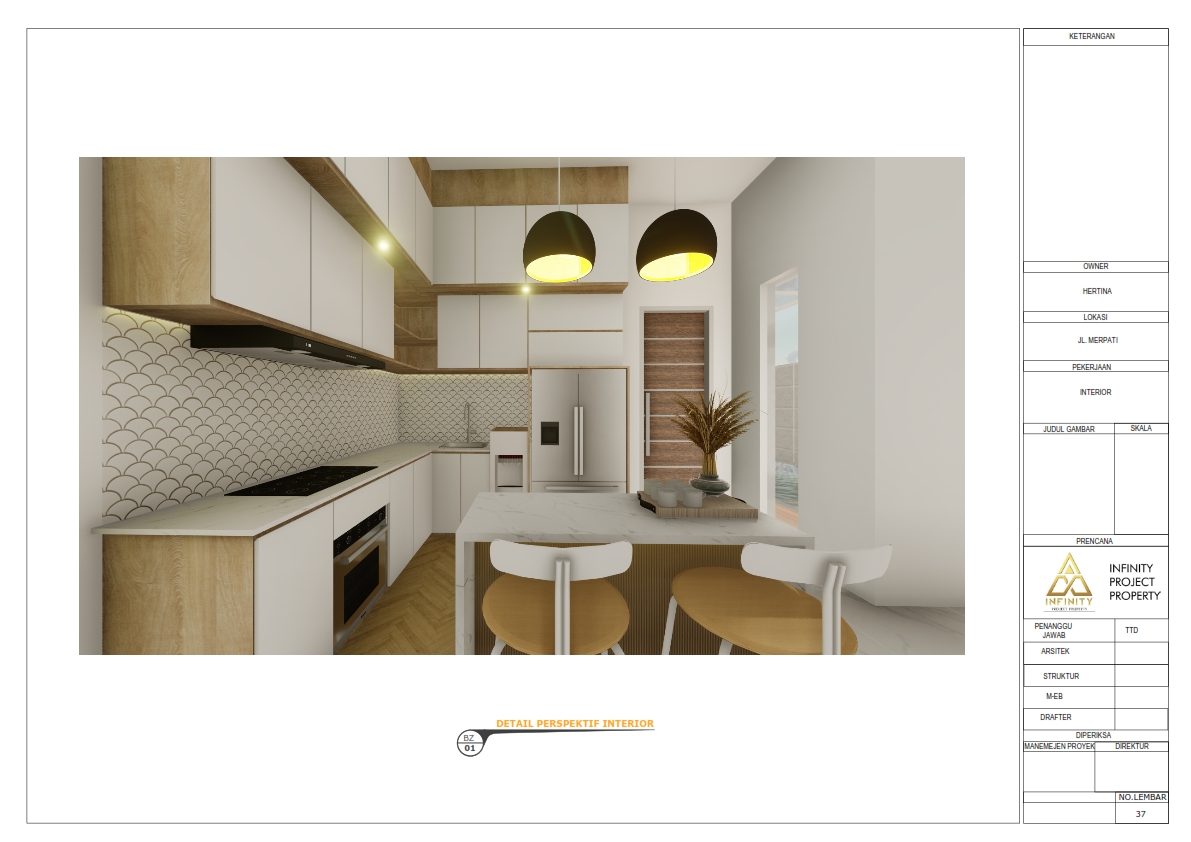 KETERANGAN
OWNER
HERTINA
LOKASI
JL. MERPATI
PEKERJAAN
INTERIOR
JUDUL GAMBAR
SKALA
PRENCANA
INFINITY
PROJECT PROPERTY
INFINITY
PROJECT
PROPERTY
PENANGGU
JAWAB
TTD
ARSITEK
STRUKTUR
M-EB
DRAFTER
DIPERIKSA
MANEMEJEN PROYEK
DIREKTUR
NO.LEMBAR
37
DETAIL PERSPEKTIF INTERIOR
BZ
01